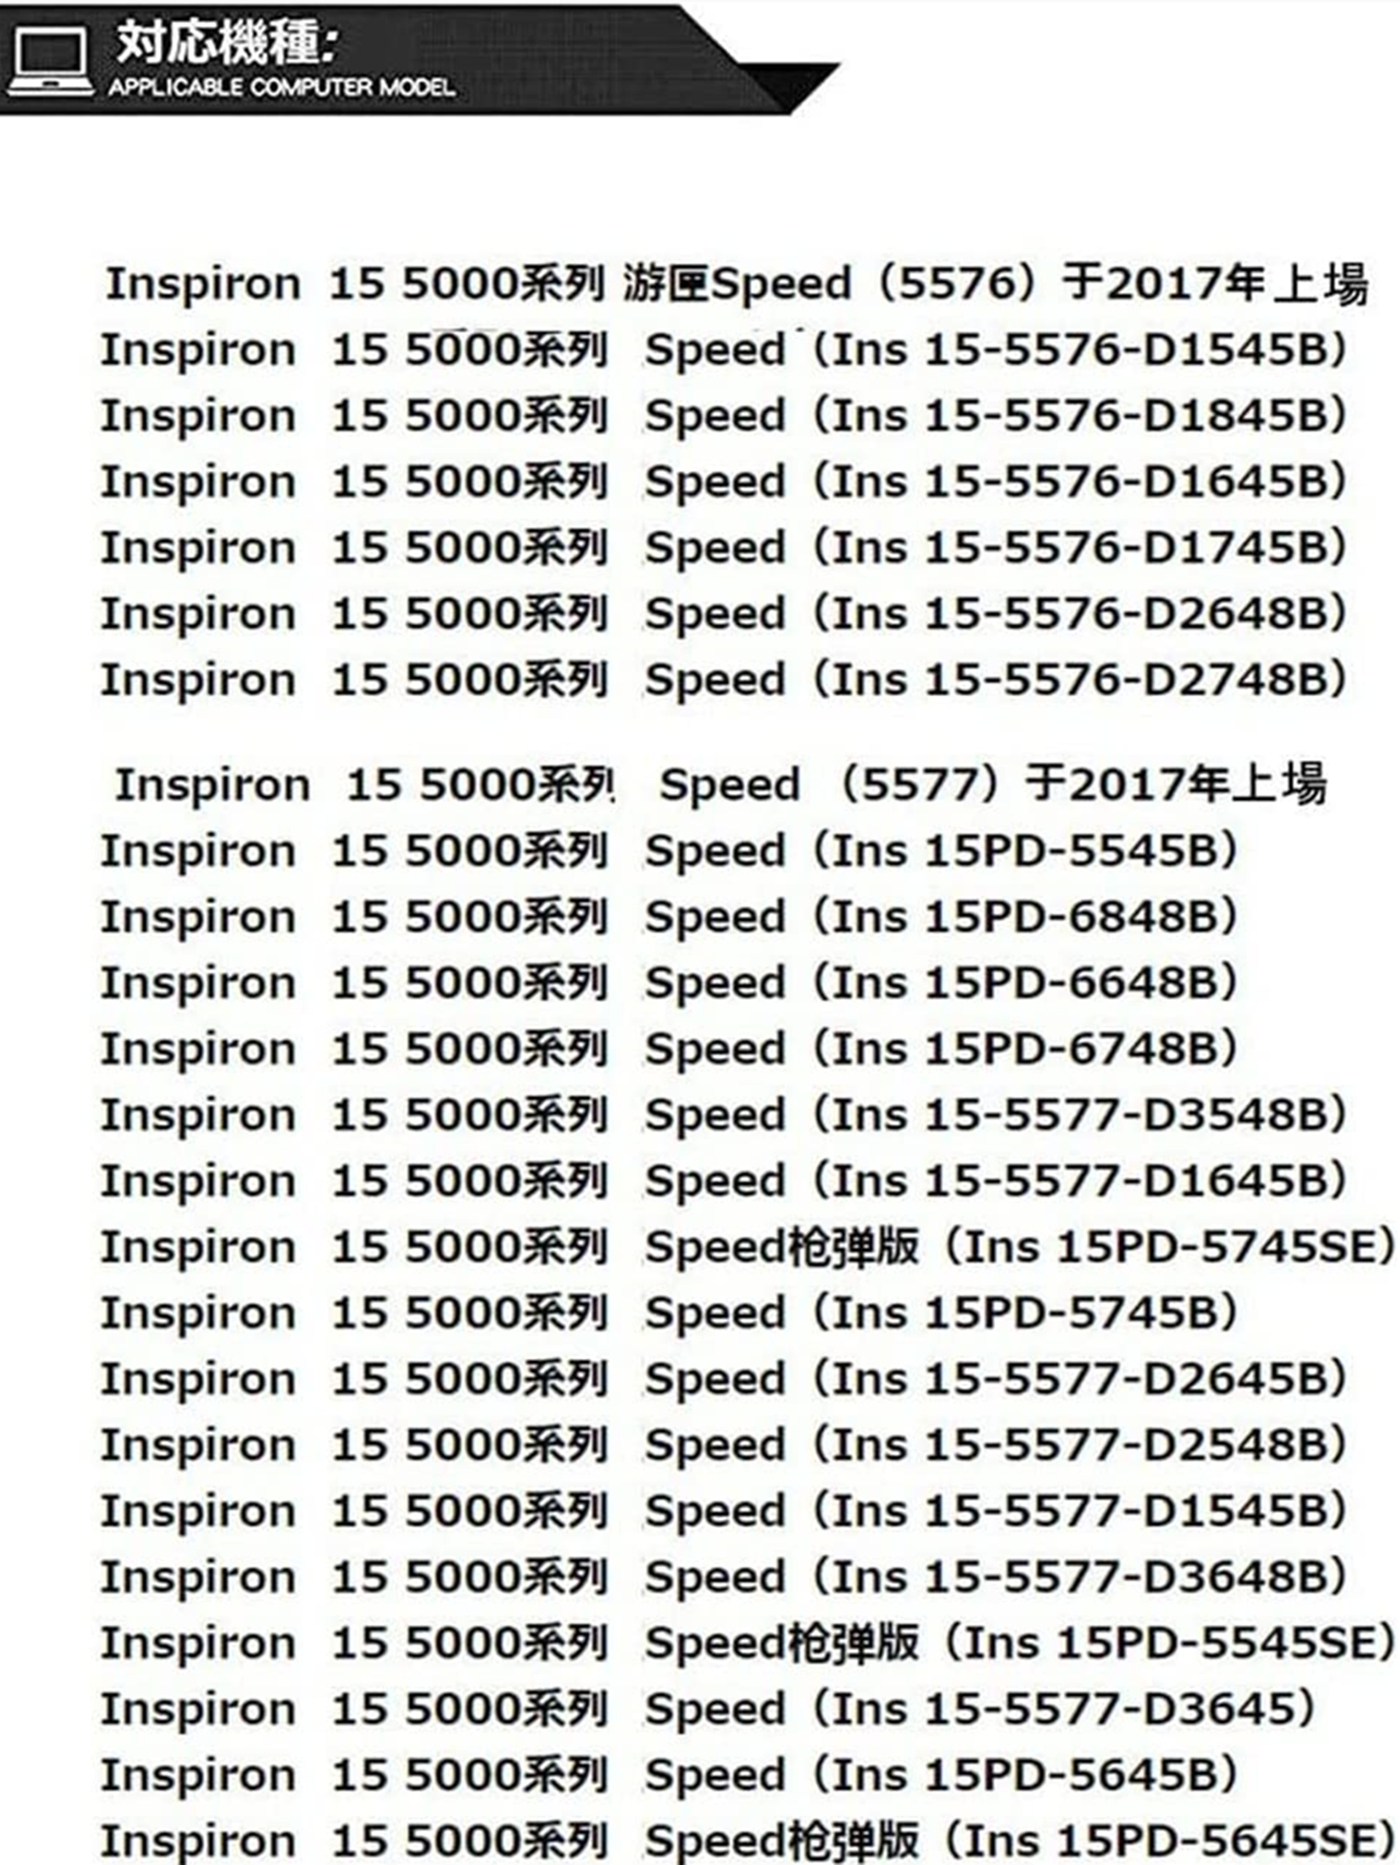 対応機種:
APPLICABLE COMPUTER MODEL
Inspiron 15 5000系列 游匣Speed（5576）于2017年上場
Inspiron 15 5000系列 Speed（Ins 15-5576-D1545B）
Inspiron 15 5000系列 Speed（Ins 15-5576-D1845B）
Inspiron 15 5000系列 Speed（Ins 15-5576-D1645B）
Inspiron 15 5000系列 Speed（Ins 15-5576-D1745B）
Inspiron 15 5000系列 Speed（Ins 15-5576-D2648B）
Inspiron 15 5000系列 Speed（Ins 15-5576-D2748B）
Inspiron 15 5000系列 Speed （5577）于2017年上場
Inspiron 15 5000系列 Speed（Ins 15PD-5545B）
Inspiron 15 5000系列 Speed（Ins 15PD-6848B）
Inspiron 15 5000系列 Speed（Ins 15PD-6648B）
Inspiron 15 5000系列 Speed（Ins 15PD-6748B）
Inspiron 15 5000系列 Speed（Ins 15-5577-D3548B）
Inspiron 15 5000系列 Speed（Ins 15-5577-D1645B）
Inspiron 15 5000系列 Speed枪弹版（Ins 15PD-5745SE）
Inspiron 15 5000系列 Speed（Ins 15PD-5745B）
Inspiron 15 5000系列 Speed（Ins 15-5577-D2645B）
Inspiron 15 5000系列 Speed（Ins 15-5577-D2548B）
Inspiron 15 5000系列 Speed（Ins 15-5577-D1545B）
Inspiron 15 5000系列 Speed（Ins 15-5577-D3648B）
Inspiron 15 5000系列 Speed枪弹版（Ins 15PD-5545SE）
Inspiron 15 5000系列 Speed（Ins 15-5577-D3645）
Inspiron 15 5000系列 Speed（Ins 15PD-5645B）
Inspiron 15 5000系列 Speed枪弹版（Ins 15PD-5645SE）